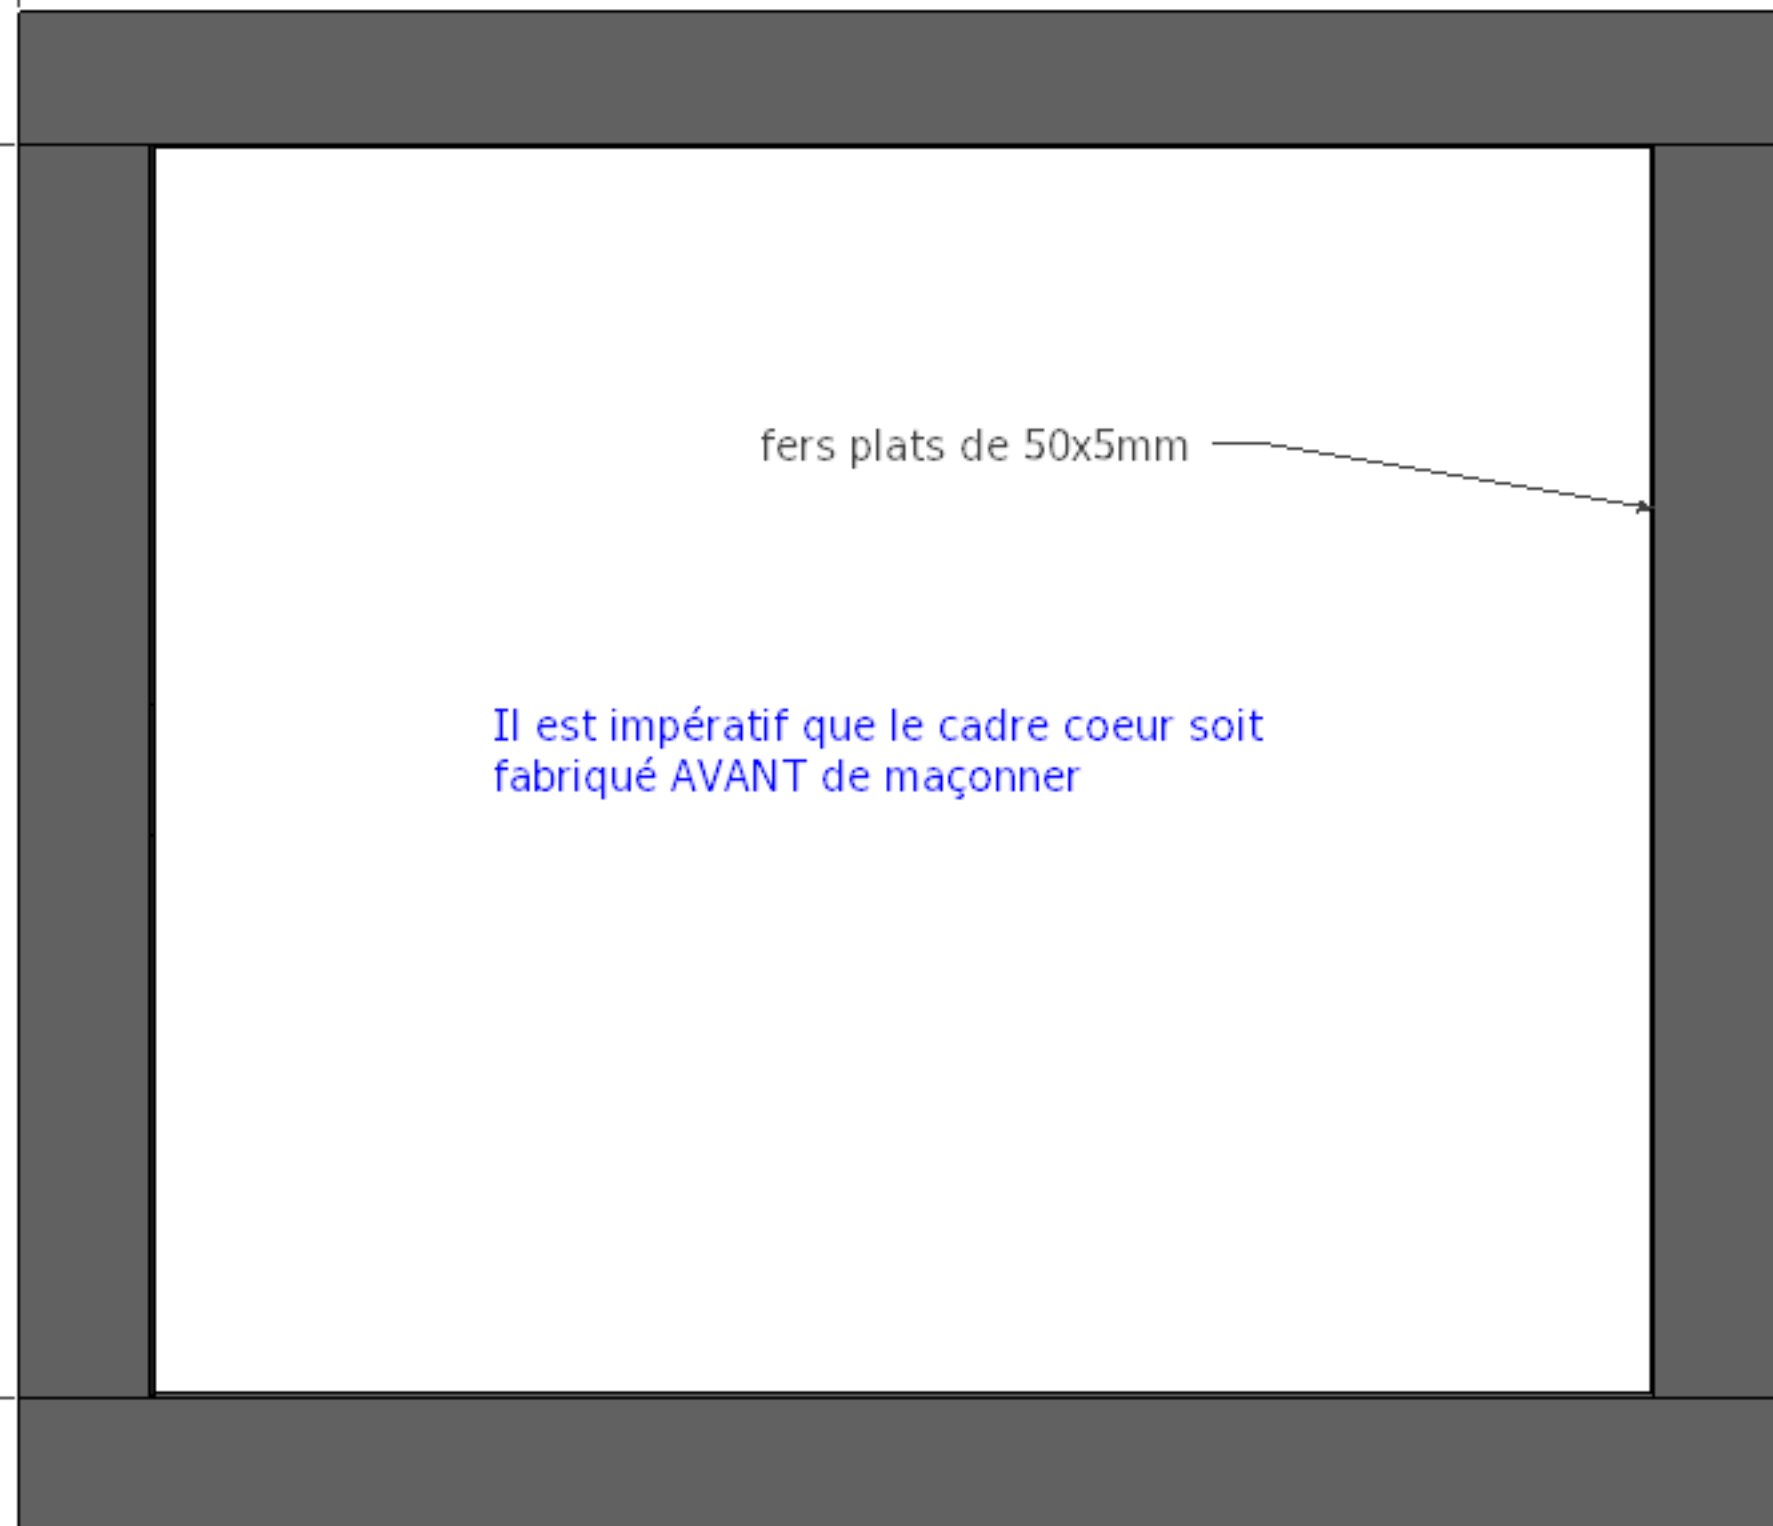 fers plats de 50x5mm
Il est impératif que le cadre coeur soit
fabriqué AVANT de maçonner